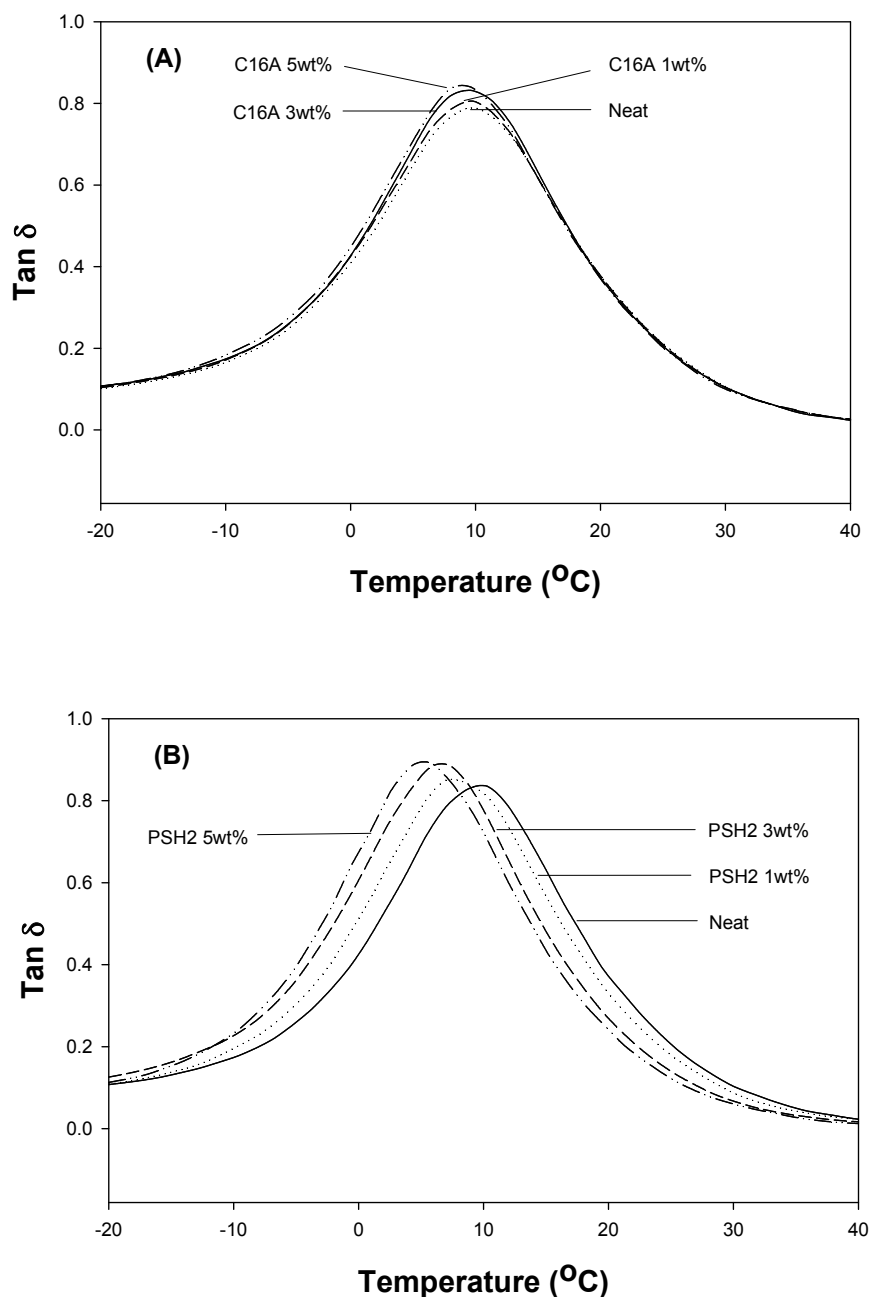 (A)
C16A 5wt%
C16A 1wt%
C16A 3wt%
Neat
1.0
0.8
0.6
0.4
0.2
0.0
Tan δ
-20 -10 0 10 20 30 40
Temperature (ºC)
(B)
PSH2 5wt%
PSH2 3wt%
PSH2 1wt%
Neat
1.0
0.8
0.6
0.4
0.2
0.0
Tan δ
-20 -10 0 10 20 30 40
Temperature (ºC)